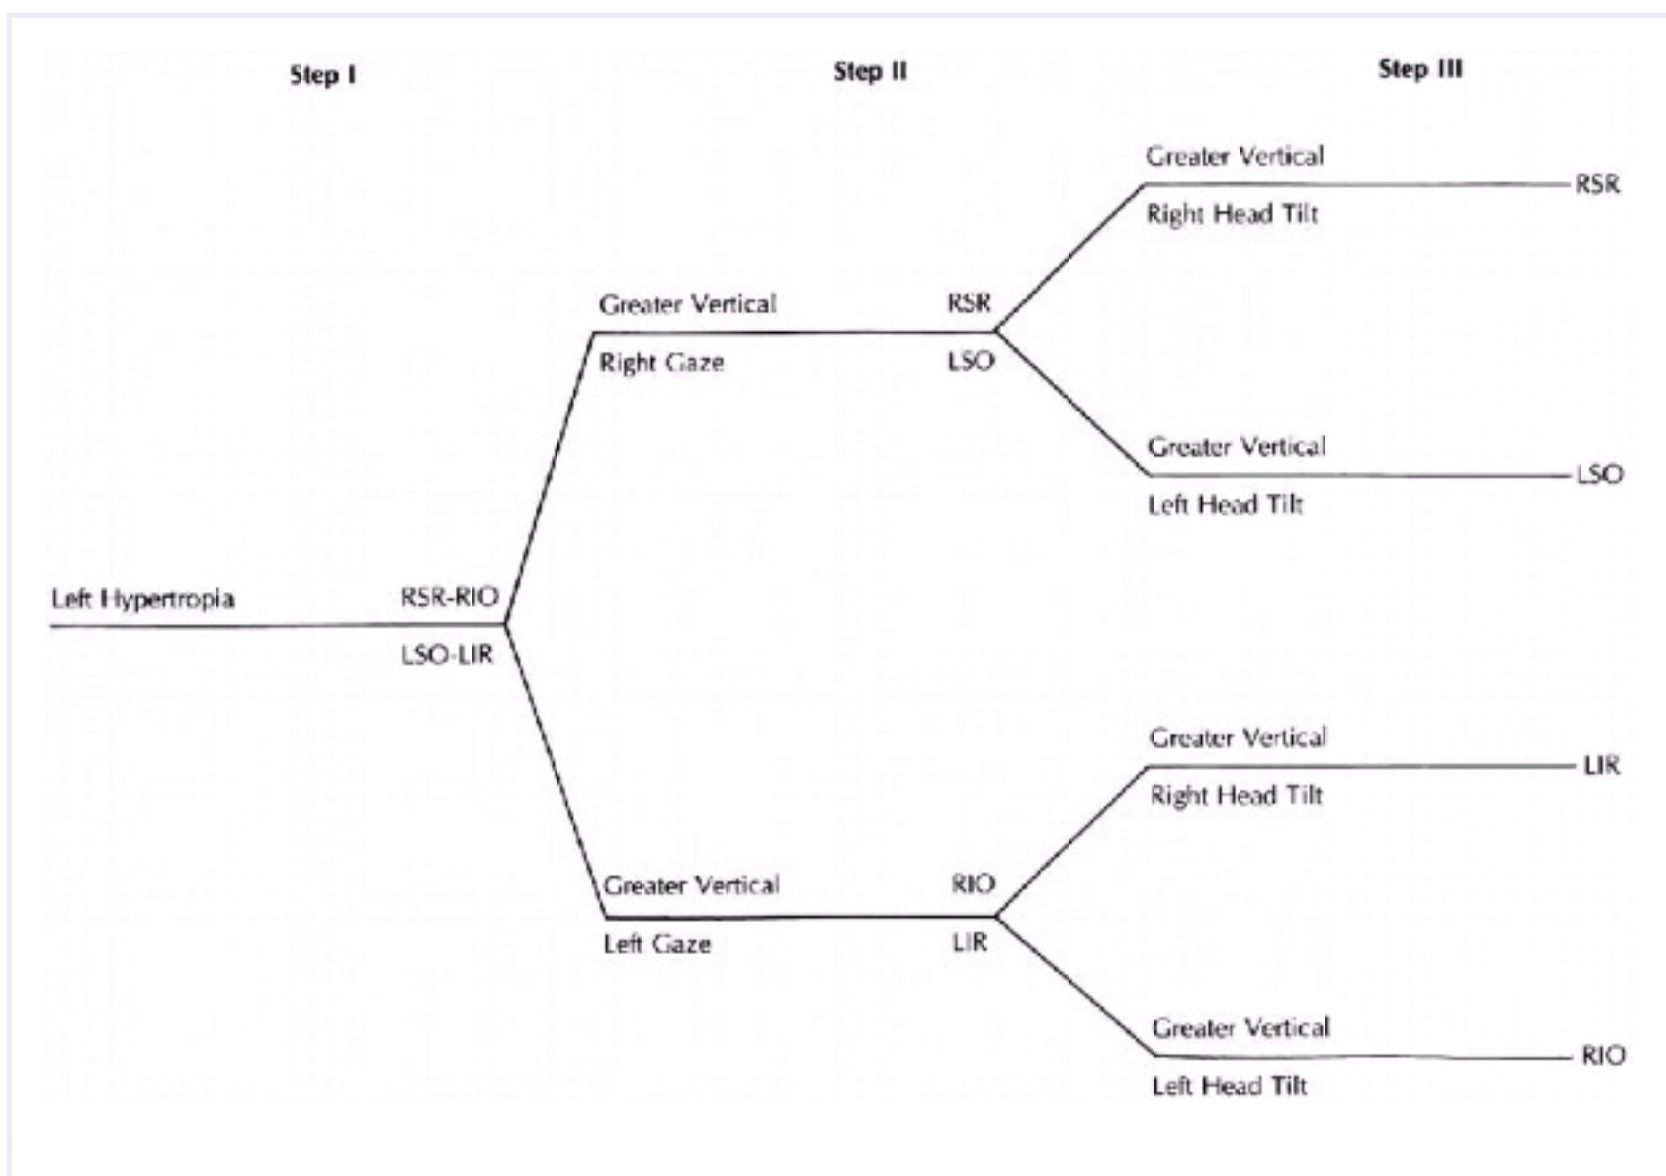 Step I
Step II
Step III
Greater Vertical
Right Head Tilt
RSR
Greater Vertical
Right Gaze
RSR
LSO
Greater Vertical
Left Head Tilt
LSO
Left Hypertropia
RSR-RIO
LSO-LIR
Greater Vertical
Right Head Tilt
LIR
Greater Vertical
Left Gaze
RIO
LIR
Greater Vertical
Left Head Tilt
RIO